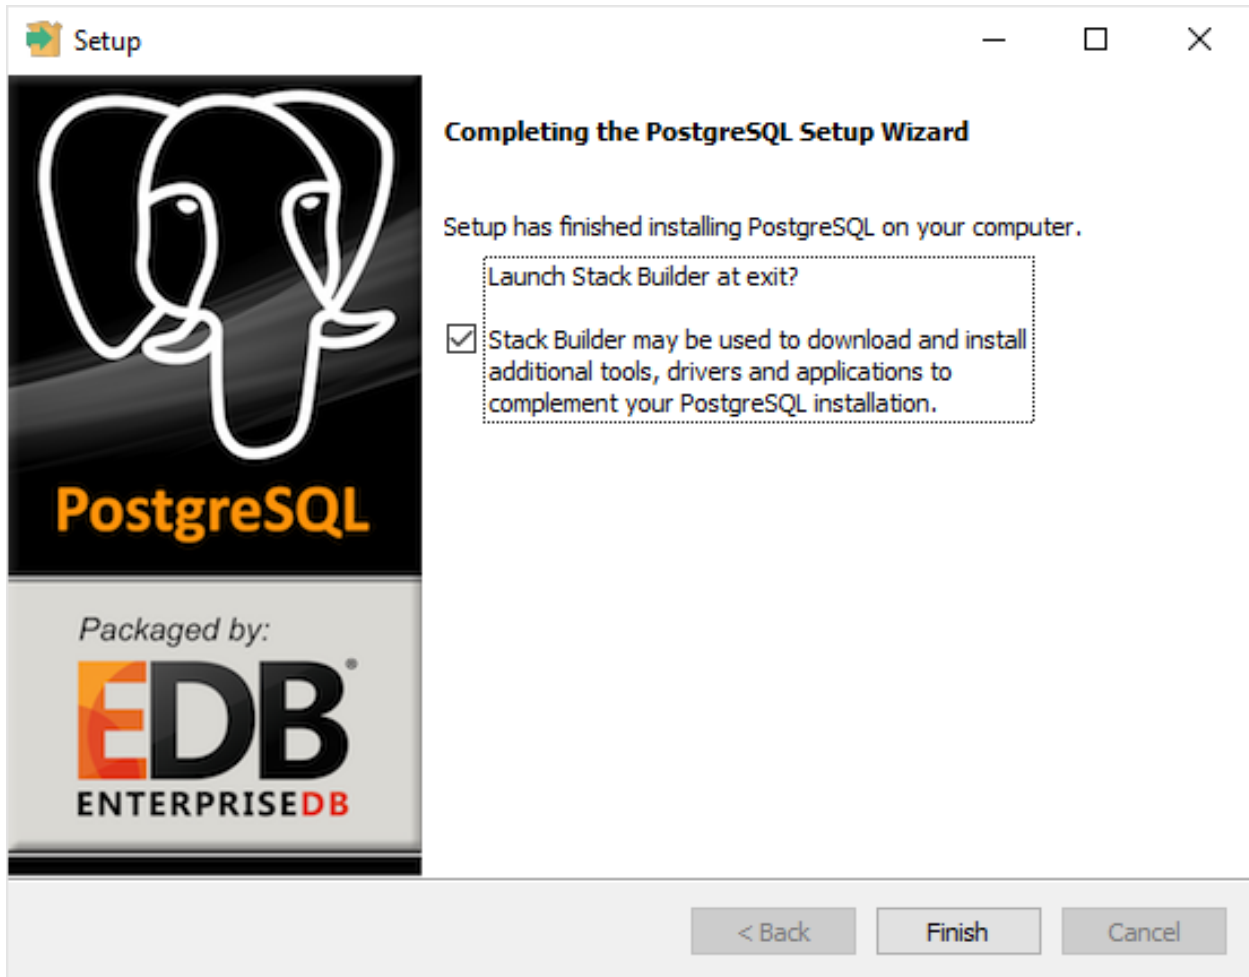 Setup
Completing the PostgreSQL Setup Wizard
Setup has finished installing PostgreSQL on your computer.
Launch Stack Builder at exit?
Stack Builder may be used to download and install
additional tools, drivers and applications to
complement your PostgreSQL installation.
PostgreSQL
Packaged by:
EDB®
ENTERPRISEDB
< Back
Finish
Cancel